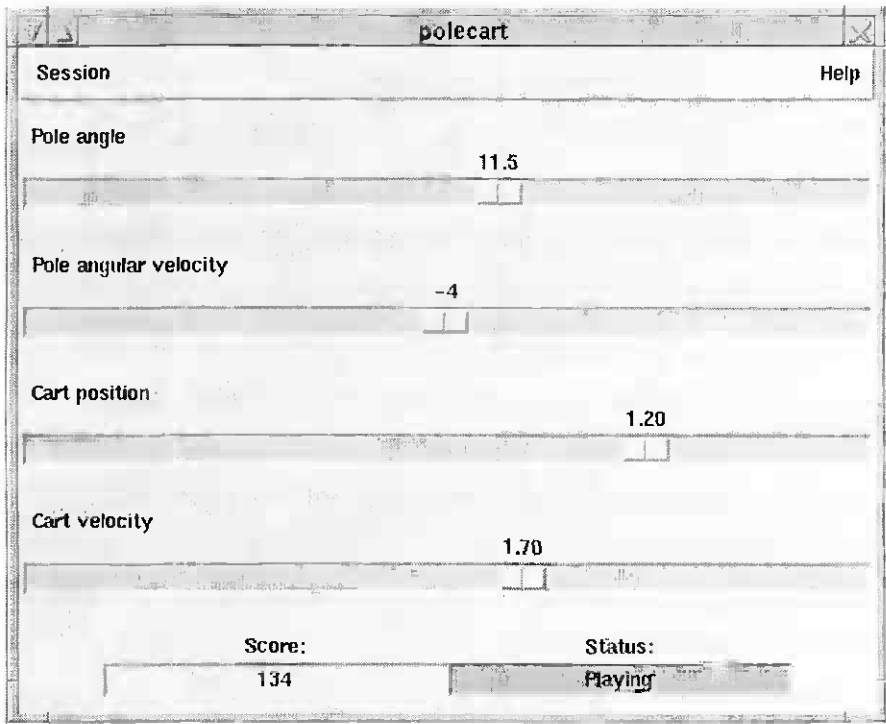 polecart
Session Help
Pole angle
11.5
Pole angular velocity
-4
Cart position
1.20
Cart velocity
1.70
Score: Status:
134 Playing